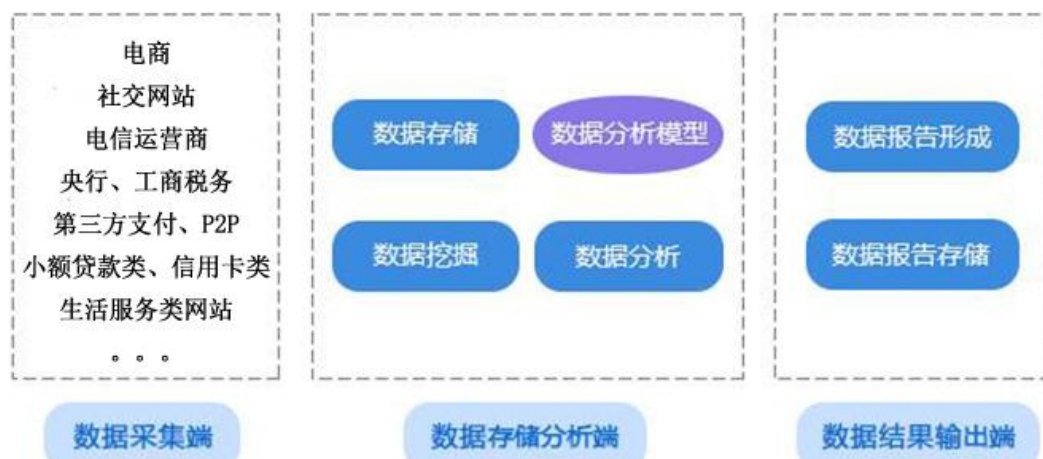 电商
社交网站
电信运营商
央行、工商税务
第三方支付、P2P
小额贷款类、信用卡类
生活服务类网站
。。。
数据采集端
数据存储
数据分析模型
数据挖掘
数据分析
数据存储分析端
数据报告形成
数据报告存储
数据结果输出端